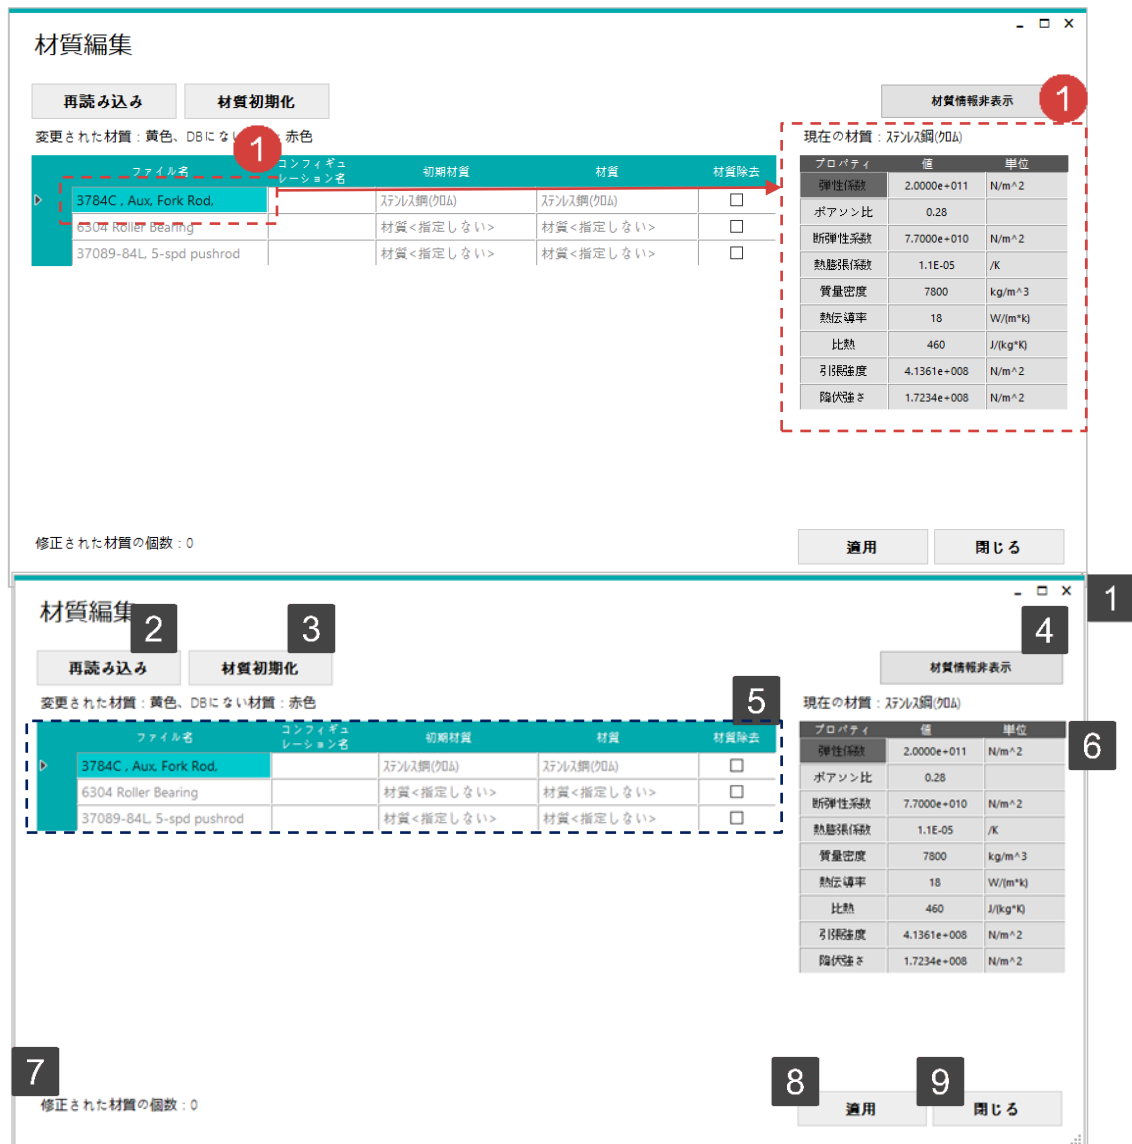 材質編集
再読み込み 材質初期化 材質情報非表示 1
変更された材質 : 黄色、DBにない 赤色 現在の材質 : ステンレス鋼(クロム)
1
ファイル名 コンフィギュレーション名 初期材質 材質 材質除去
3784C , Aux, Fork Rod, ステンレス鋼(クロム) ステンレス鋼(クロム)
6304 Roller Bearing 材質<指定しない> 材質<指定しない>
37089-84L, 5-spd pushrod 材質<指定しない> 材質<指定しない>
プロパティ 値 単位
弾性係数 2.0000e+011 N/m^2
ポアソン比 0.28
断弾性系数 7.7000e+010 N/m^2
熱膨張係数 1.1E-05 /K
質量密度 7800 kg/m^3
熱伝導率 18 W/(m*k)
比熱 460 J/(kg*K)
引張強度 4.1361e+008 N/m^2
降伏強さ 1.7234e+008 N/m^2
修正された材質の個数 : 0 適用 閉じる
1
材質編集
2 3 4
再読み込み 材質初期化 材質情報非表示
変更された材質 : 黄色、DBにない材質 : 赤色 5 現在の材質 : ステンレス鋼(クロム)
ファイル名 コンフィギュレーション名 初期材質 材質 材質除去
3784C , Aux, Fork Rod, ステンレス鋼(クロム) ステンレス鋼(クロム)
6304 Roller Bearing 材質<指定しない> 材質<指定しない>
37089-84L, 5-spd pushrod 材質<指定しない> 材質<指定しない>
プロパティ 値 単位
6
弾性係数 2.0000e+011 N/m^2
ポアソン比 0.28
断弾性系数 7.7000e+010 N/m^2
熱膨張係数 1.1E-05 /K
質量密度 7800 kg/m^3
熱伝導率 18 W/(m*k)
比熱 460 J/(kg*K)
引張強度 4.1361e+008 N/m^2
降伏強さ 1.7234e+008 N/m^2
7 8 9
修正された材質の個数 : 0 適用 閉じる